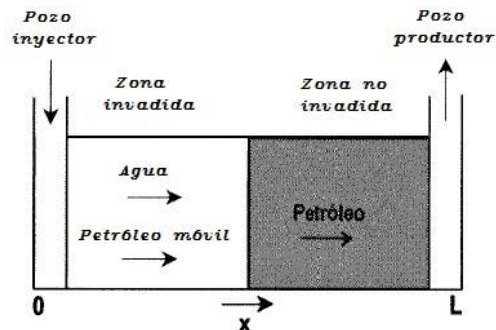 Pozo
inyector
Pozo
productor
Zona
invadida
Zona no
invadida
Agua
Petróleo móvil
Petróleo
0
x
L